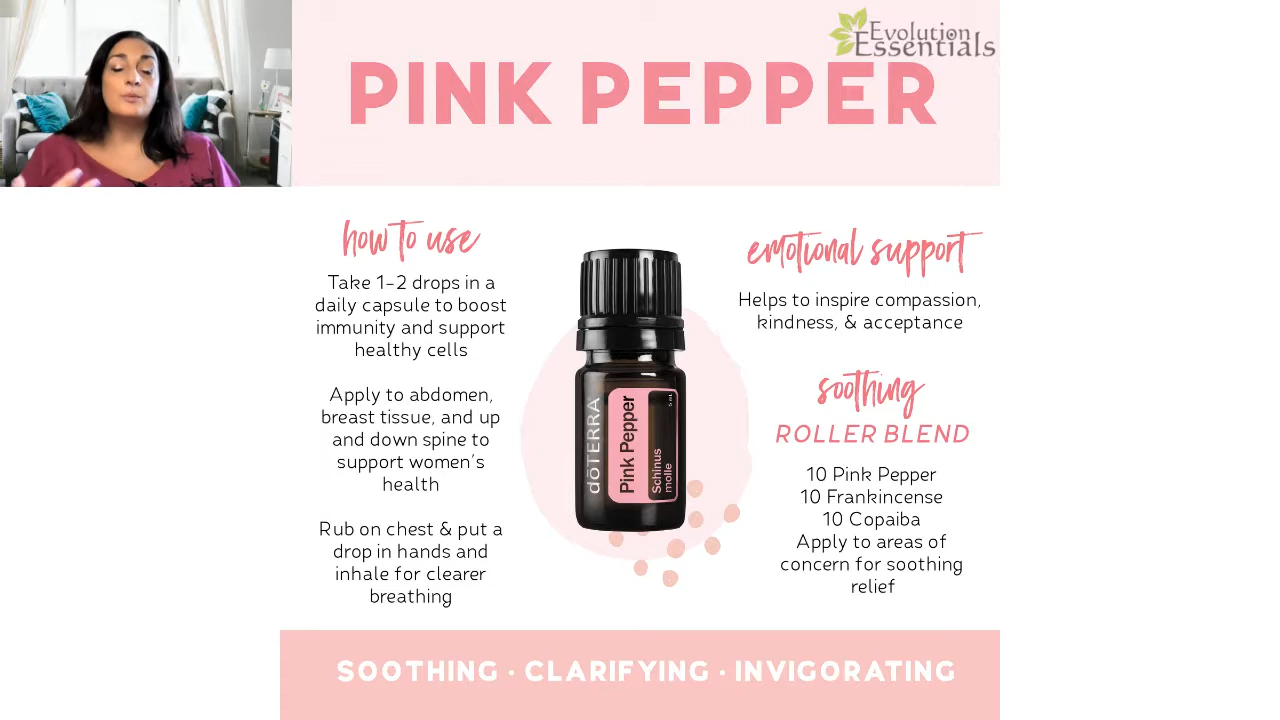 Evolution
Essentials
PINK PEPPER
how to use
Take 1-2 drops in a
daily capsule to boost
immunity and support
healthy cells
Apply to abdomen,
breast tissue, and up
and down spine to
support women's
health
Rub on chest & put a
drop in hands and
inhale for clearer
breathing
dōTERRA
Pink Pepper
Schinus
molle
5 mL
emotional support
Helps to inspire compassion,
kindness, & acceptance
soothing
ROLLER BLEND
10 Pink Pepper
10 Frankincense
10 Copaiba
Apply to areas of
concern for soothing
relief
SOOTHING · CLARIFYING · INVIGORATING